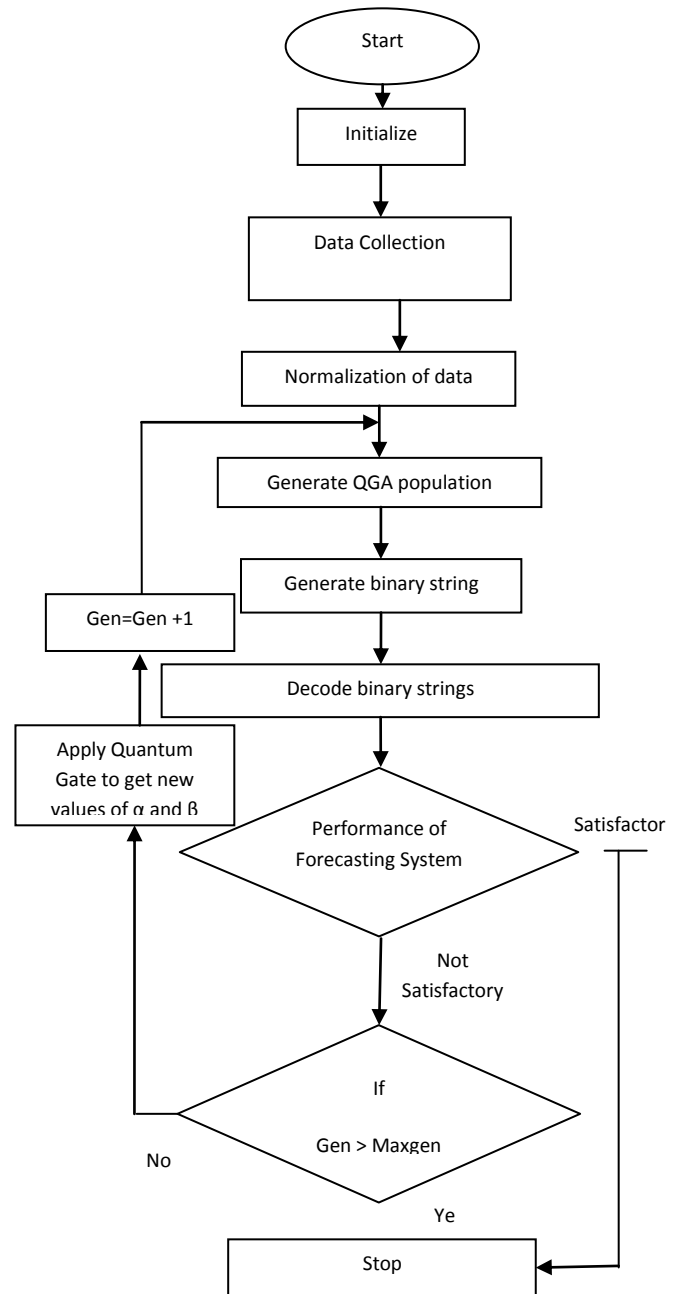 Start
Initialize
Data Collection
Normalization of data
Generate QGA population
Generate binary string
Gen=Gen +1
Decode binary strings
Apply Quantum
Gate to get new
values of α and β
Performance of
Forecasting System
Satisfactor
Not
Satisfactory
If
Gen > Maxgen
No
Ye
Stop